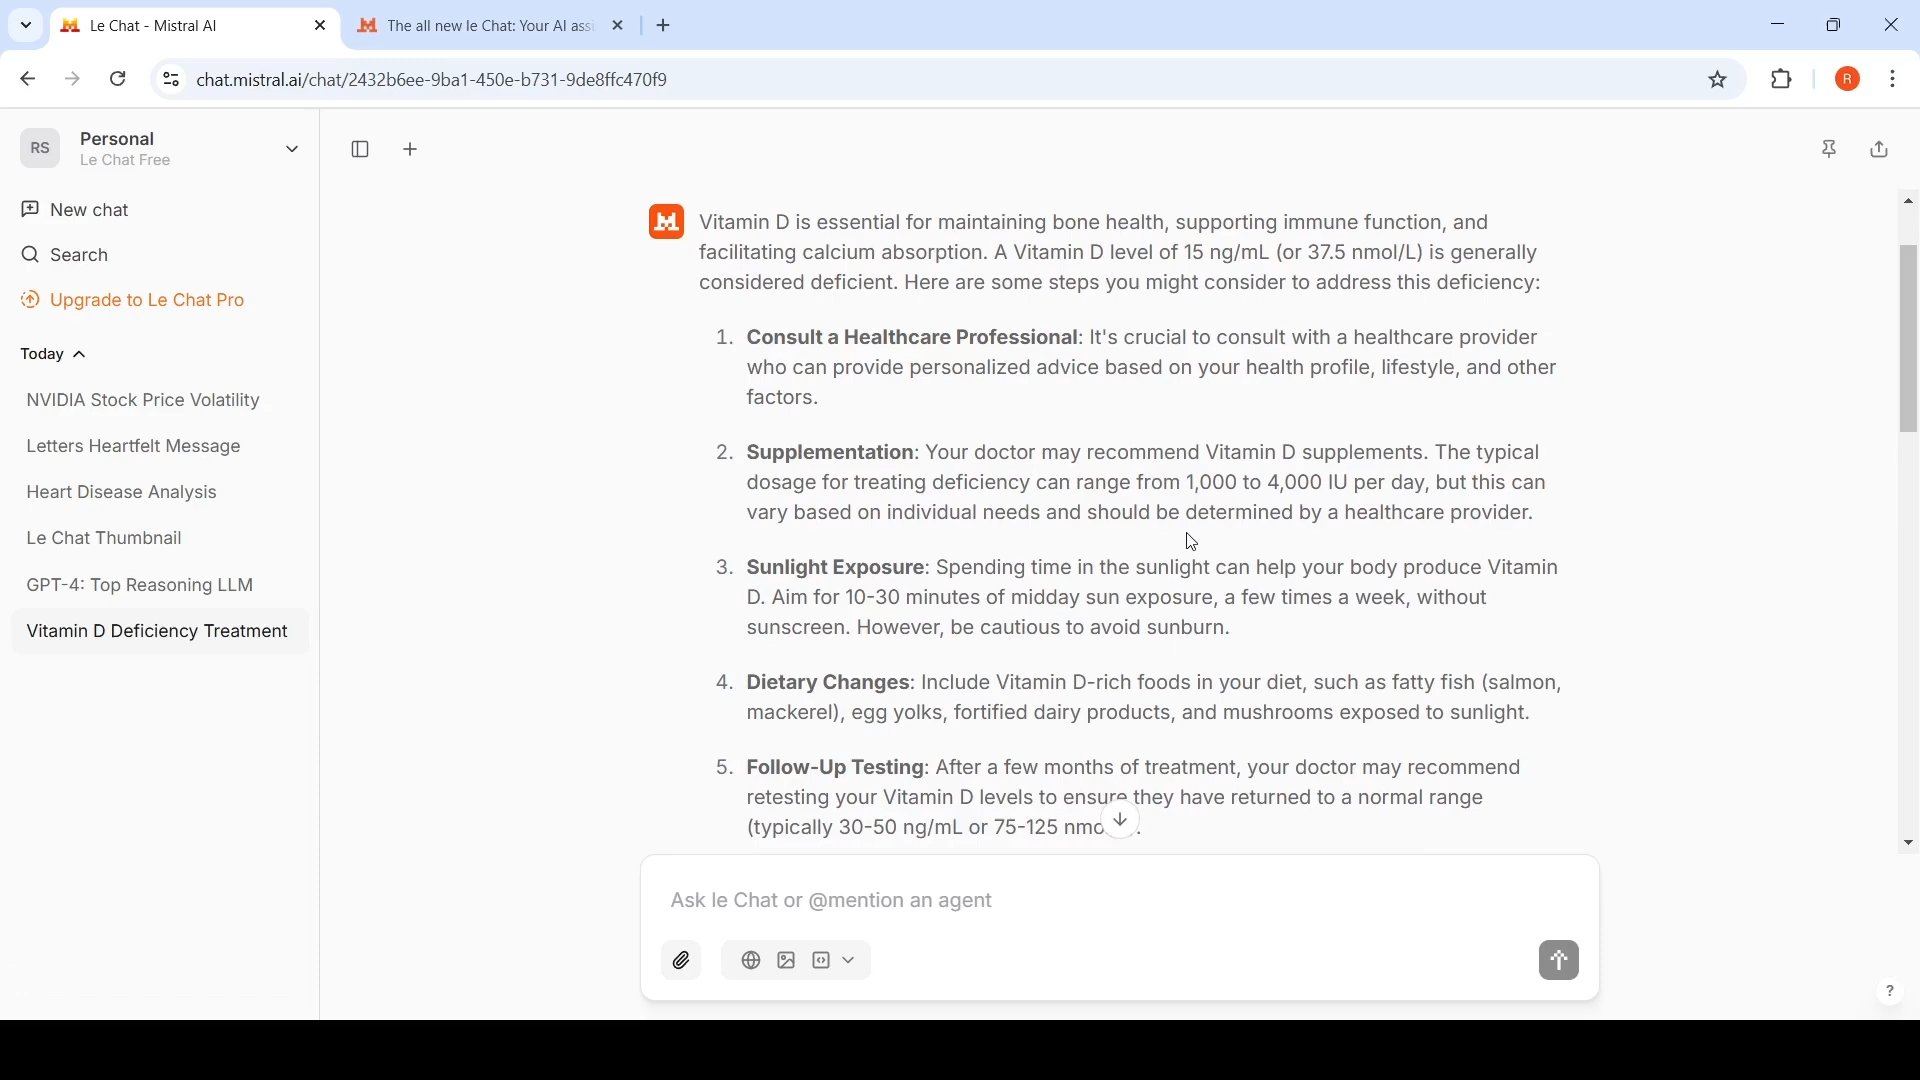 Le Chat - Mistral AI
The all new le Chat: Your AI assi
chat.mistral.ai/chat/2432b6ee-9ba1-450e-b731-9de8ffc470f9
R
RS
Personal
Le Chat Free
New chat
Search
Upgrade to Le Chat Pro
Today
NVIDIA Stock Price Volatility
Letters Heartfelt Message
Heart Disease Analysis
Le Chat Thumbnail
GPT-4: Top Reasoning LLM
Vitamin D Deficiency Treatment
Vitamin D is essential for maintaining bone health, supporting immune function, and
facilitating calcium absorption. A Vitamin D level of 15 ng/mL (or 37.5 nmol/L) is generally
considered deficient. Here are some steps you might consider to address this deficiency:
1. Consult a Healthcare Professional: It's crucial to consult with a healthcare provider
who can provide personalized advice based on your health profile, lifestyle, and other
factors.
2. Supplementation: Your doctor may recommend Vitamin D supplements. The typical
dosage for treating deficiency can range from 1,000 to 4,000 IU per day, but this can
vary based on individual needs and should be determined by a healthcare provider.
3. Sunlight Exposure: Spending time in the sunlight can help your body produce Vitamin
D. Aim for 10-30 minutes of midday sun exposure, a few times a week, without
sunscreen. However, be cautious to avoid sunburn.
4. Dietary Changes: Include Vitamin D-rich foods in your diet, such as fatty fish (salmon,
mackerel), egg yolks, fortified dairy products, and mushrooms exposed to sunlight.
5. Follow-Up Testing: After a few months of treatment, your doctor may recommend
retesting your Vitamin D levels to ensure they have returned to a normal range
(typically 30-50 ng/mL or 75-125
Ask le Chat or @mention an agent
?